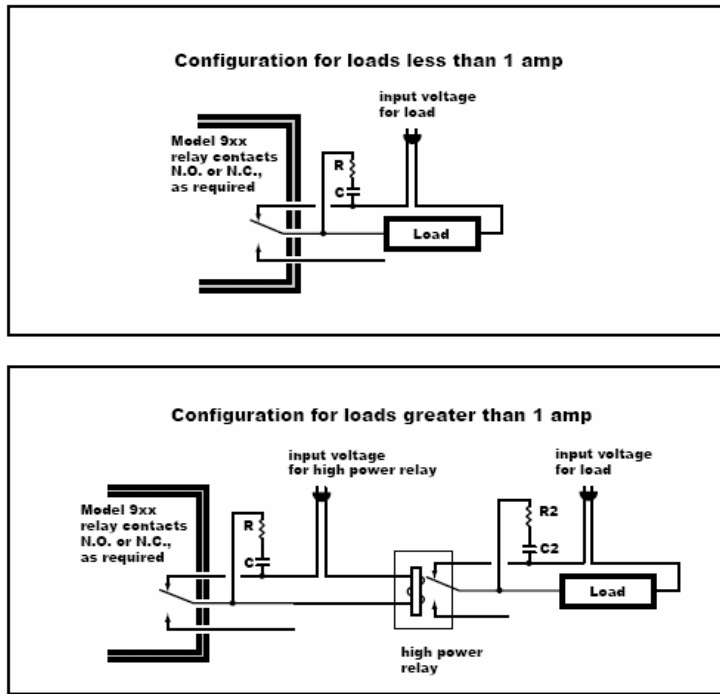 Configuration for loads less than 1 amp
input voltage
for load
Model 9xx
relay contacts
N.O. or N.C.,
as required
R
C
Load
Configuration for loads greater than 1 amp
input voltage
for high power relay
input voltage
for load
Model 9xx
relay contacts
N.O. or N.C.,
as required
R
C
R2
C2
Load
high power
relay